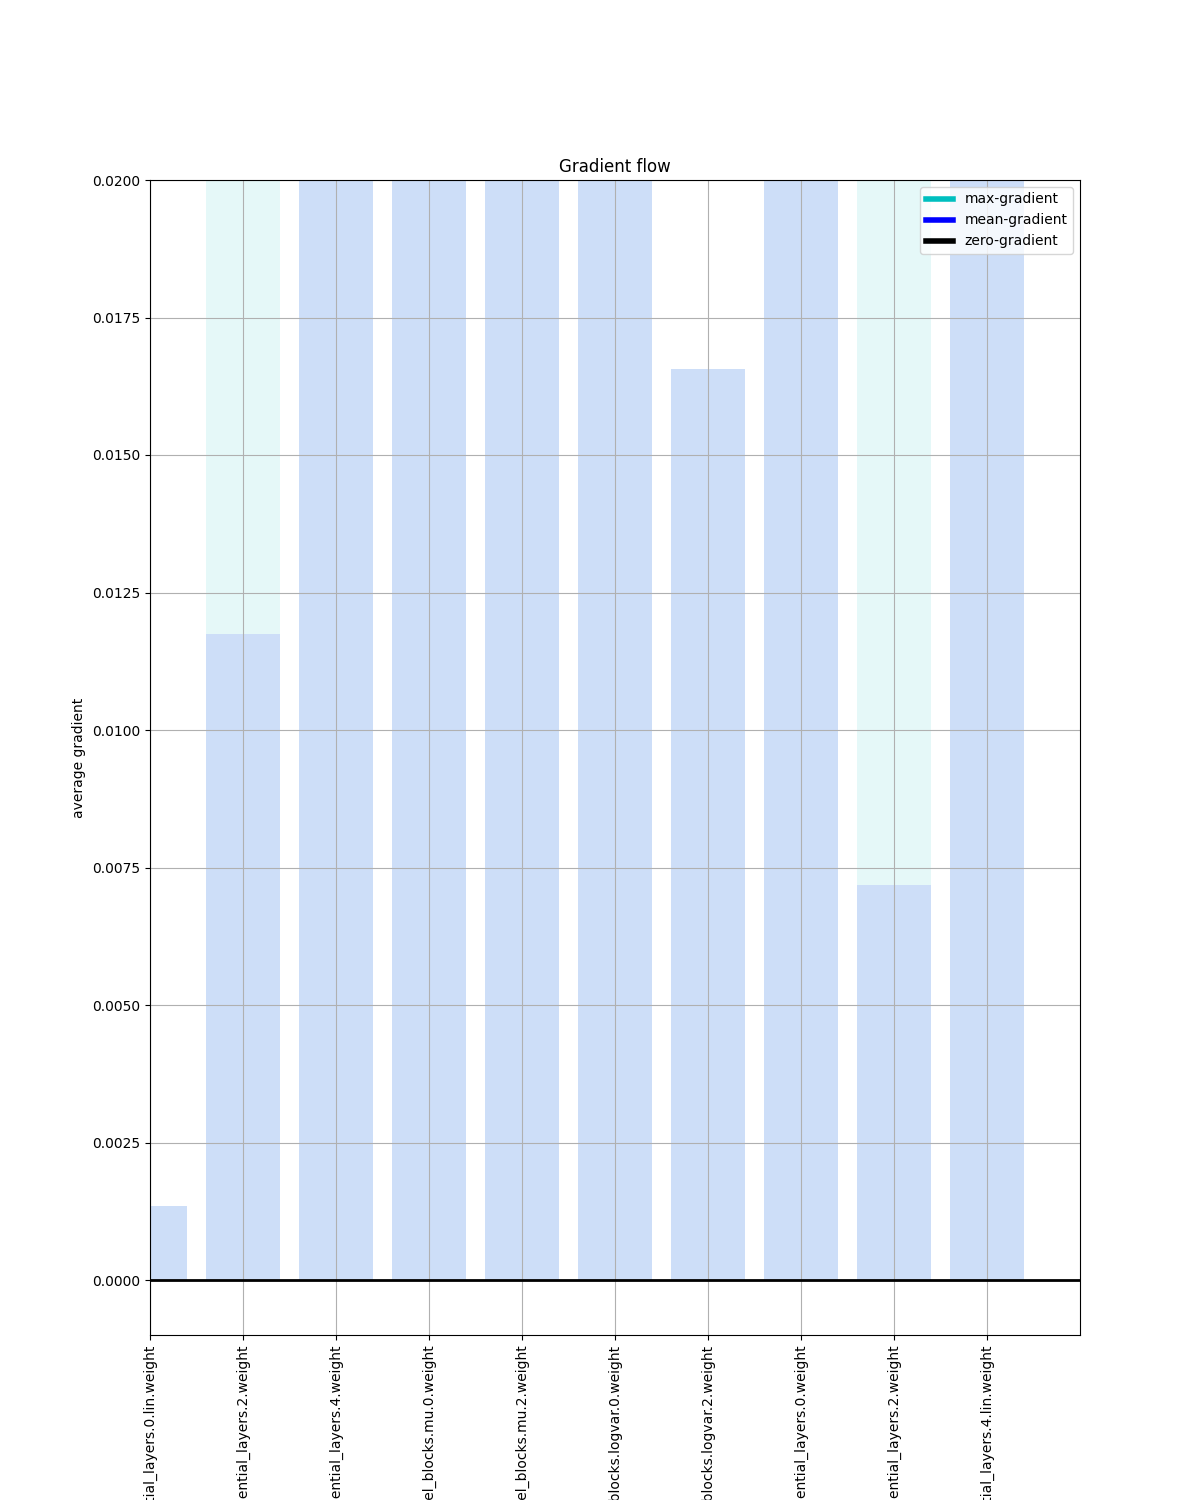 Gradient flow
max-gradient
mean-gradient
zero-gradient
0.0200
0.0175
0.0150
0.0125
0.0100
0.0075
0.0050
0.0025
0.0000
average gradient
tial_layers.0.lin.weight
ential_layers.2.weight
ential_layers.4.weight
el_blocks.mu.0.weight
el_blocks.mu.2.weight
blocks.logvar.0.weight
blocks.logvar.2.weight
ential_layers.0.weight
ential_layers.2.weight
tial_layers.4.lin.weight